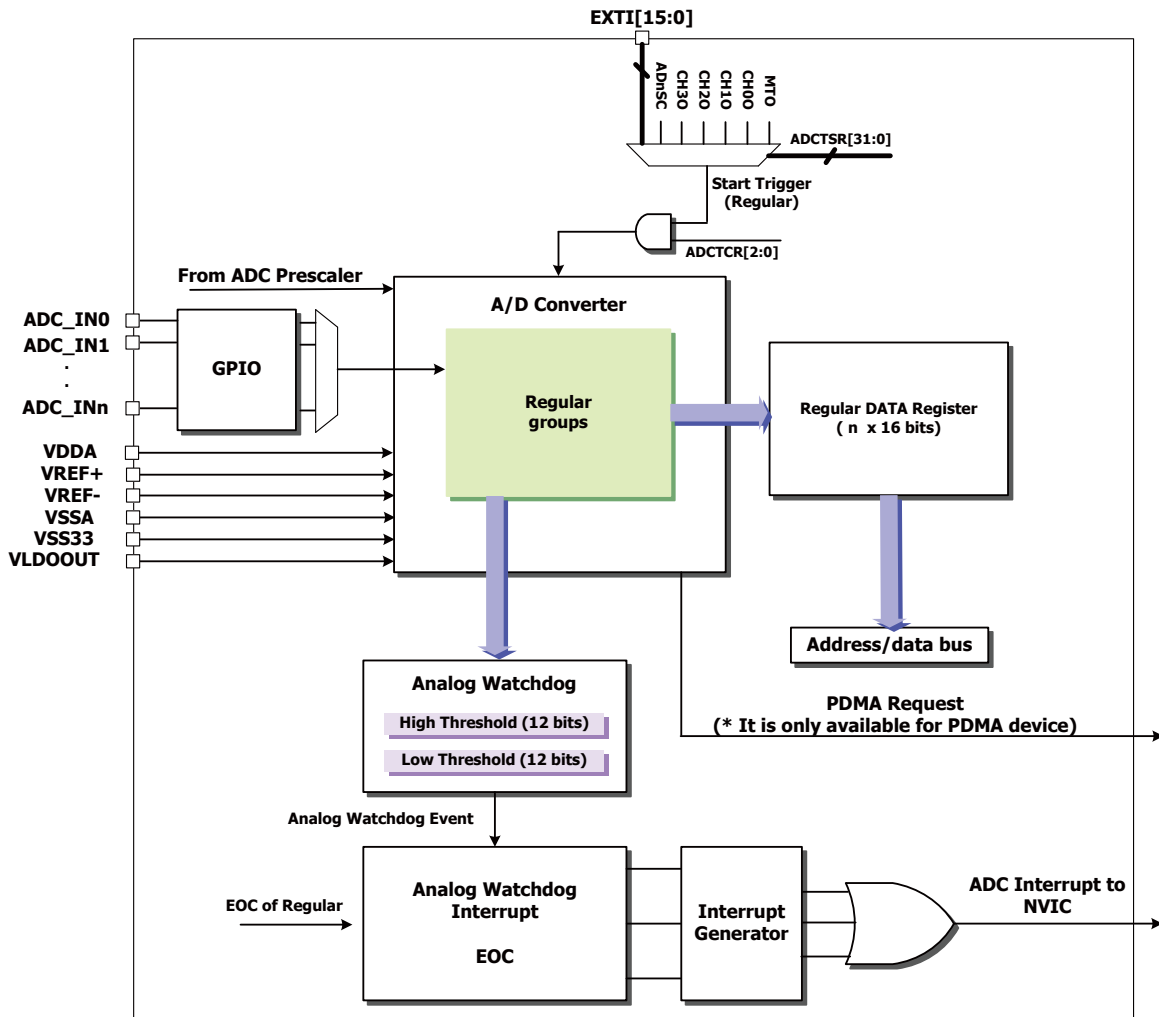 EXTI[15:0]
ADnSC
CH3O
CH2O
CH1O
CH0O
MTO
ADCTSR[31:0]
Start Trigger
(Regular)
ADCTCR[2:0]
From ADC Prescaler
A/D Converter
ADC_IN0
ADC_IN1
.
.
ADC_INn
GPIO
Regular
groups
Regular DATA Register
( n x 16 bits)
VDDA
VREF+
VREF-
VSSA
VSS33
VLDOOUT
Address/data bus
Analog Watchdog
High Threshold (12 bits)
Low Threshold (12 bits)
PDMA Request
(* It is only available for PDMA device)
Analog Watchdog Event
EOC of Regular
Analog Watchdog
Interrupt
EOC
Interrupt
Generator
ADC Interrupt to
NVIC